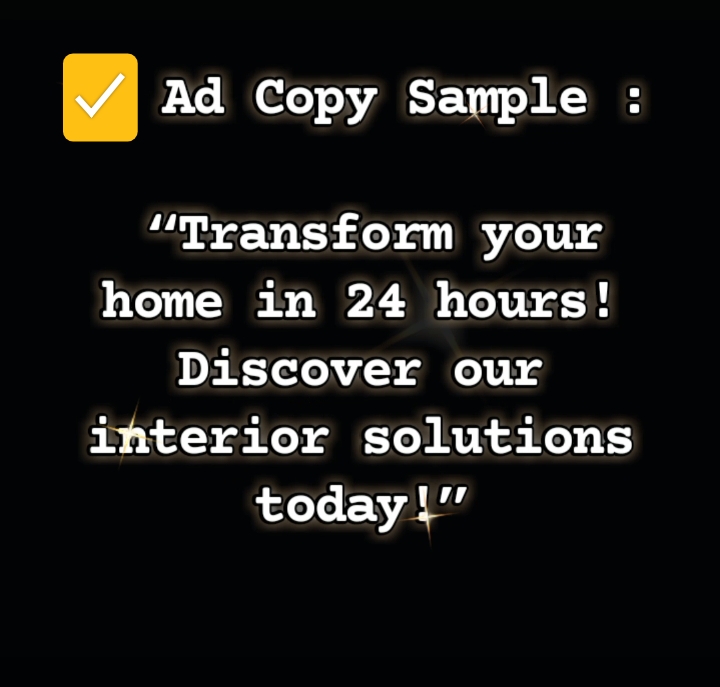 ✅ Ad Copy Sample :
“Transform your
home in 24 hours!
Discover our
interior solutions
today!”